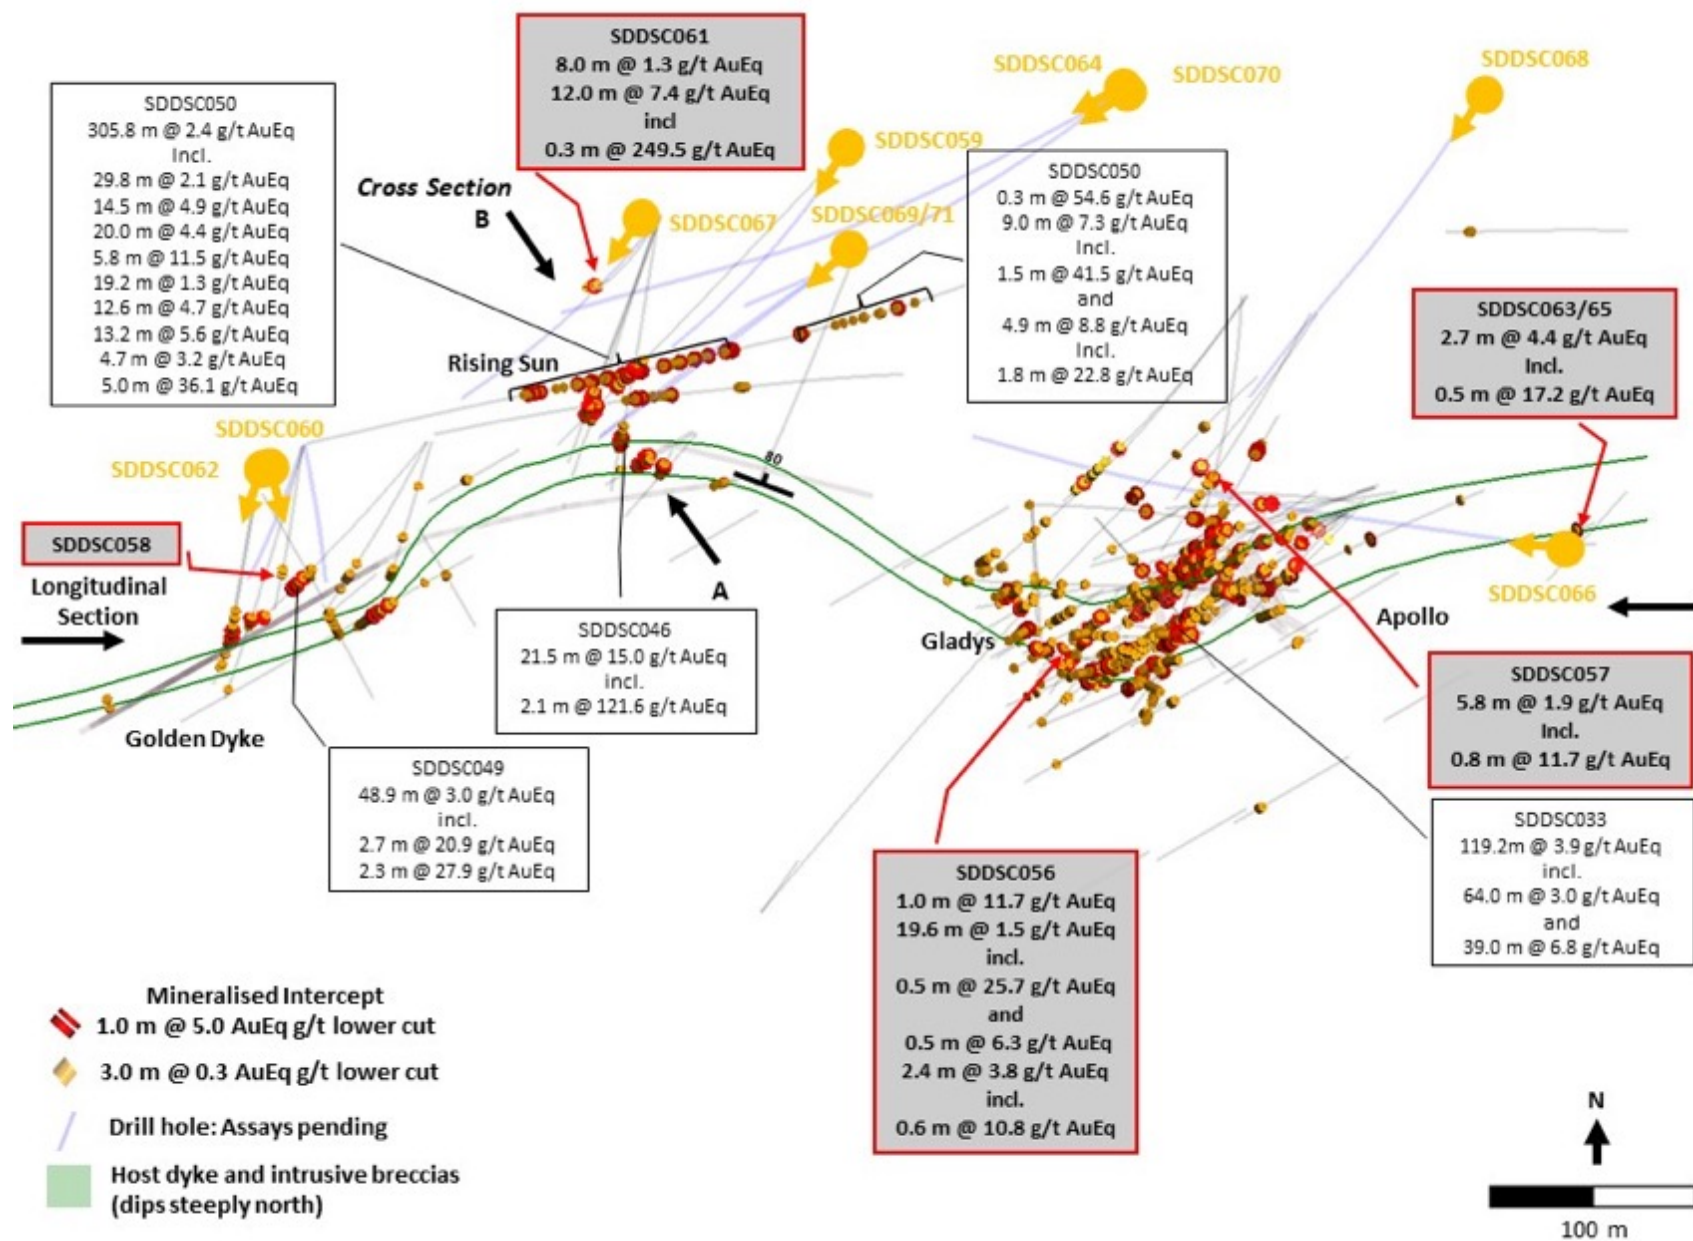 SDDSC061
8.0 m @ 1.3 g/t AuEq
12.0 m @ 7.4 g/t AuEq
incl
0.3 m @ 249.5 g/t AuEq
SDDSC064
SDDSC070
SDDSC068
SDDSC050
305.8 m @ 2.4 g/t AuEq
Incl.
29.8 m @ 2.1 g/t AuEq
14.5 m @ 4.9 g/t AuEq
20.0 m @ 4.4 g/t AuEq
5.8 m @ 11.5 g/t AuEq
19.2 m @ 1.3 g/t AuEq
12.6 m @ 4.7 g/t AuEq
13.2 m @ 5.6 g/t AuEq
4.7 m @ 3.2 g/t AuEq
5.0 m @ 36.1 g/t AuEq
Cross Section
B
SDDSC059
SDDSC067
SDDSC069/71
SDDSC050
0.3 m @ 54.6 g/t AuEq
9.0 m @ 7.3 g/t AuEq
Incl.
1.5 m @ 41.5 g/t AuEq
and
4.9 m @ 8.8 g/t AuEq
Incl.
1.8 m @ 22.8 g/t AuEq
SDDSC063/65
2.7 m @ 4.4 g/t AuEq
Incl.
0.5 m @ 17.2 g/t AuEq
Rising Sun
SDDSC060
SDDSC062
80
SDDSC058
Longitudinal
Section
A
SDDSC066
Apollo
Gladys
SDDSC046
21.5 m @ 15.0 g/t AuEq
incl.
2.1 m @ 121.6 g/t AuEq
Golden Dyke
SDDSC049
48.9 m @ 3.0 g/t AuEq
incl.
2.7 m @ 20.9 g/t AuEq
2.3 m @ 27.9 g/t AuEq
SDDSC057
5.8 m @ 1.9 g/t AuEq
Incl.
0.8 m @ 11.7 g/t AuEq
SDDSC033
119.2m @ 3.9 g/t AuEq
incl.
64.0 m @ 3.0 g/t AuEq
and
39.0 m @ 6.8 g/t AuEq
SDDSC056
1.0 m @ 11.7 g/t AuEq
19.6 m @ 1.5 g/t AuEq
incl.
0.5 m @ 25.7 g/t AuEq
and
0.5 m @ 6.3 g/t AuEq
2.4 m @ 3.8 g/t AuEq
incl.
0.6 m @ 10.8 g/t AuEq
Mineralised Intercept
1.0 m @ 5.0 AuEq g/t lower cut
3.0 m @ 0.3 AuEq g/t lower cut
Drill hole: Assays pending
Host dyke and intrusive breccias
(dips steeply north)
N
100 m